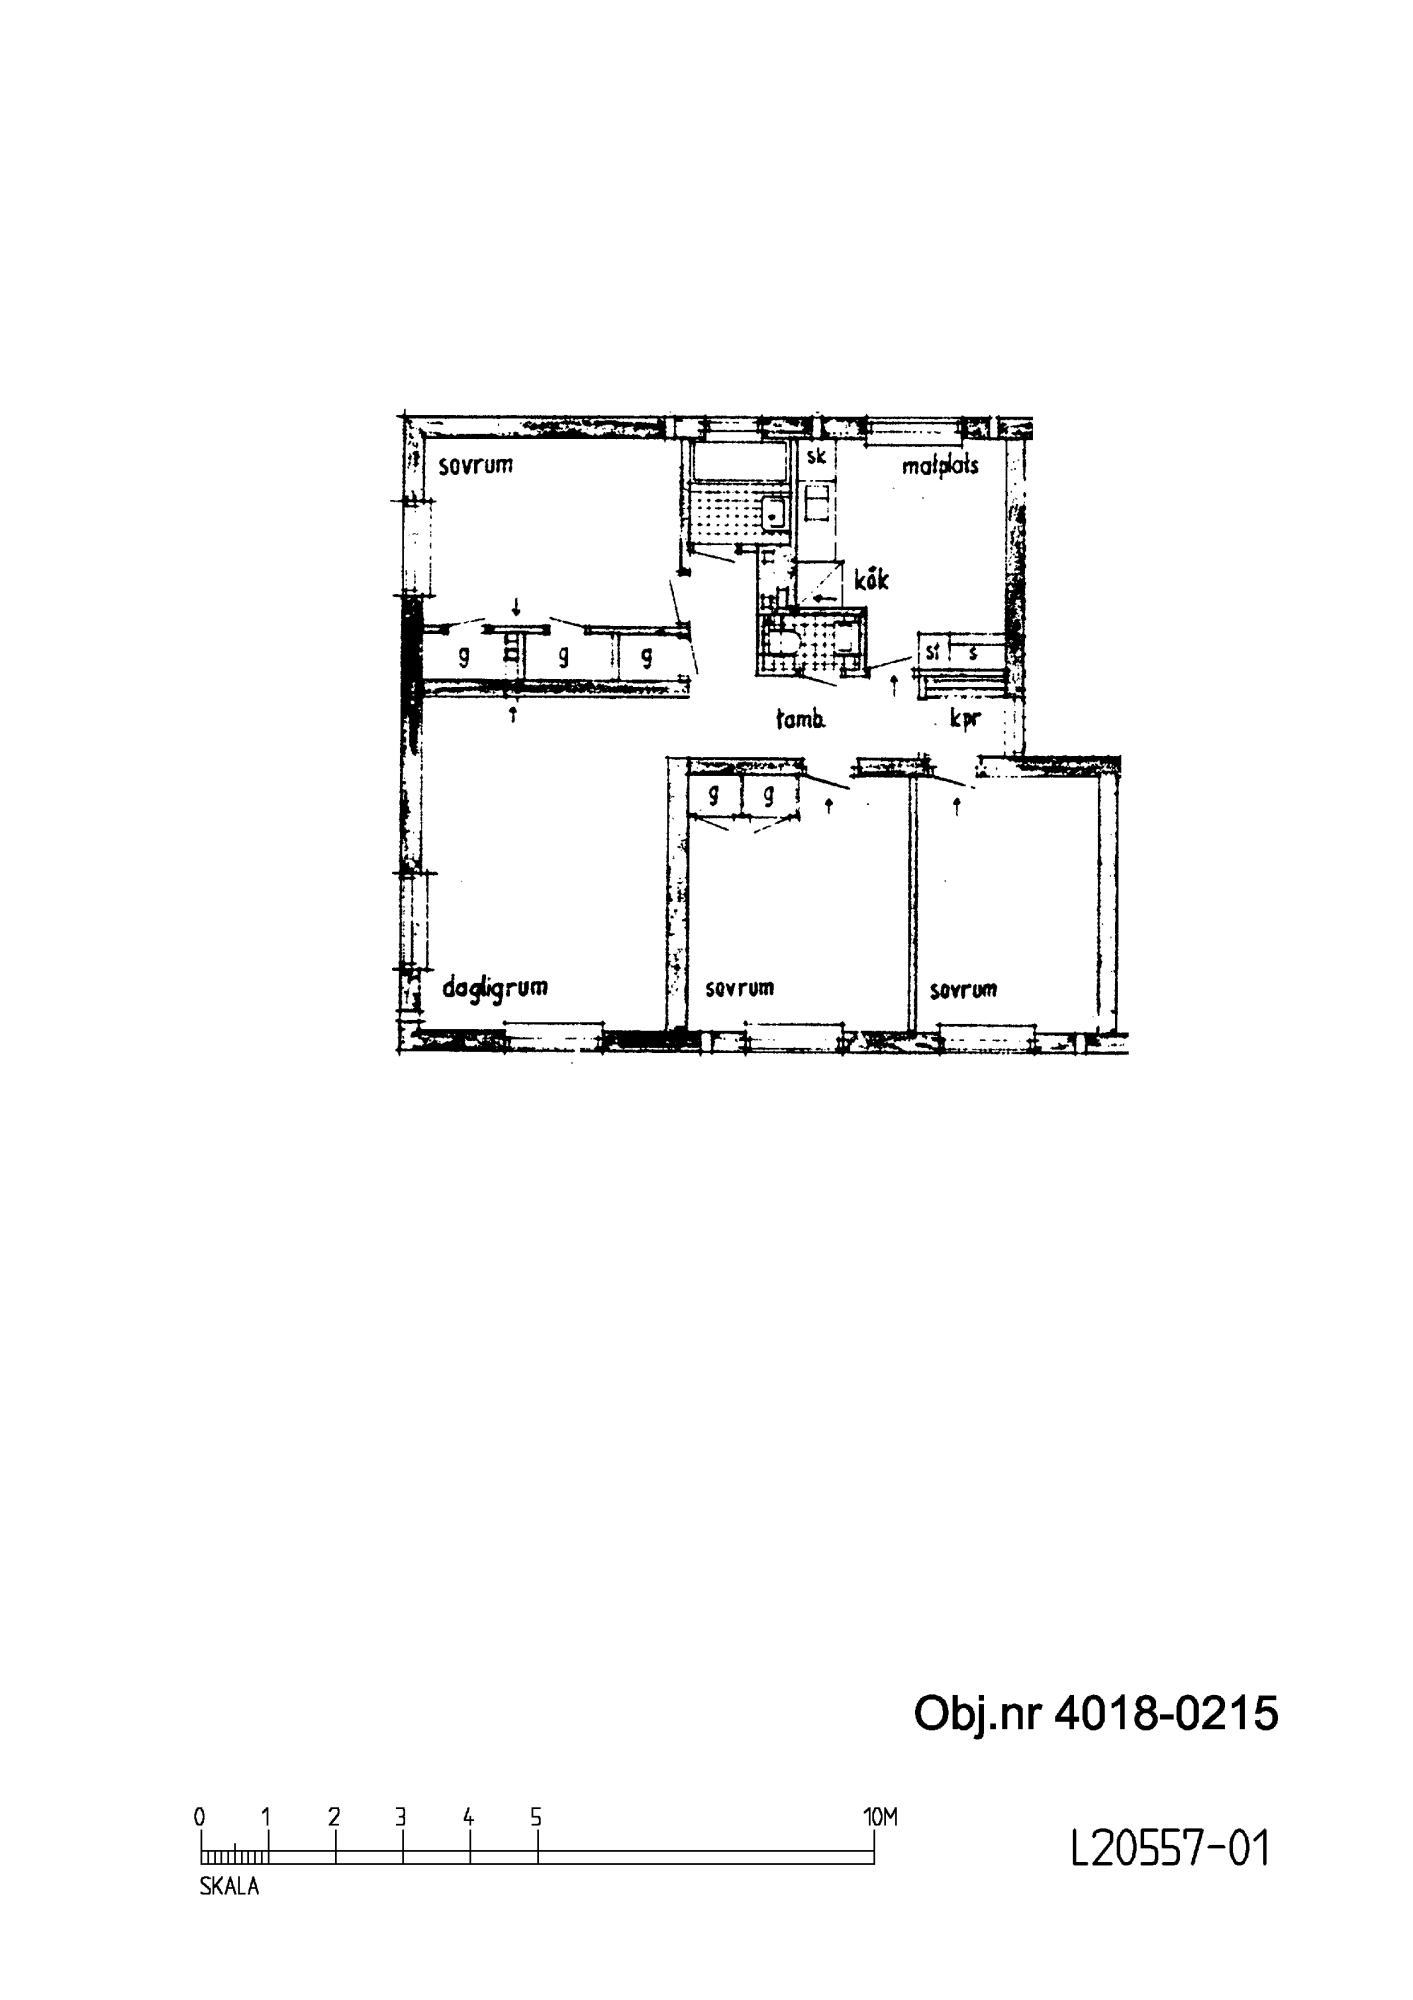 sovrum
sk
matplats
kök
g
g
g
st
s
tamb.
kpr
g
g
dagligrum
sovrum
sovrum
Obj.nr 4018-0215
0 1 2 3 4 5 10M
SKALA
L20557-01